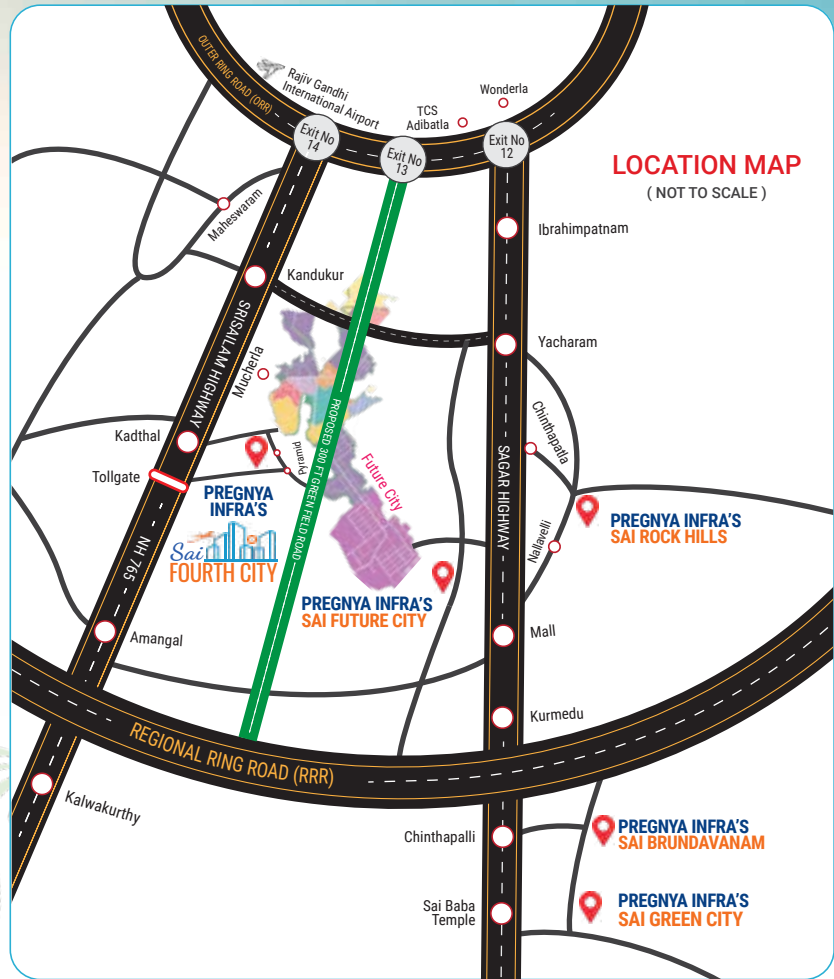 OUTER RING ROAD (ORR)
Rajiv Gandhi
International Airport
TCS
Adibatla
Wonderla
Exit No
14
Exit No
13
Exit No
12
LOCATION MAP
( NOT TO SCALE )
Maheswaram
Ibrahimpatnam
Kandukur
SRISAILAM HIGHWAY
Yacharam
Mucherla
PROPOSED 300 FT GREEN FIELD ROAD
Chinthapatla
Kadthal
Pyramid
Tollgate
Future City
SAGAR HIGHWAY
PREGNYA
INFRA'S
Sai
FOURTH CITY
NH 765
PREGNYA INFRA'S
SAI ROCK HILLS
Nallavelli
PREGNYA INFRA'S
SAI FUTURE CITY
Amangal
Mall
Kurmedu
REGIONAL RING ROAD (RRR)
Kalwakurthy
Chinthapalli
PREGNYA INFRA'S
SAI BRUNDAVANAM
Sai Baba
Temple
PREGNYA INFRA'S
SAI GREEN CITY